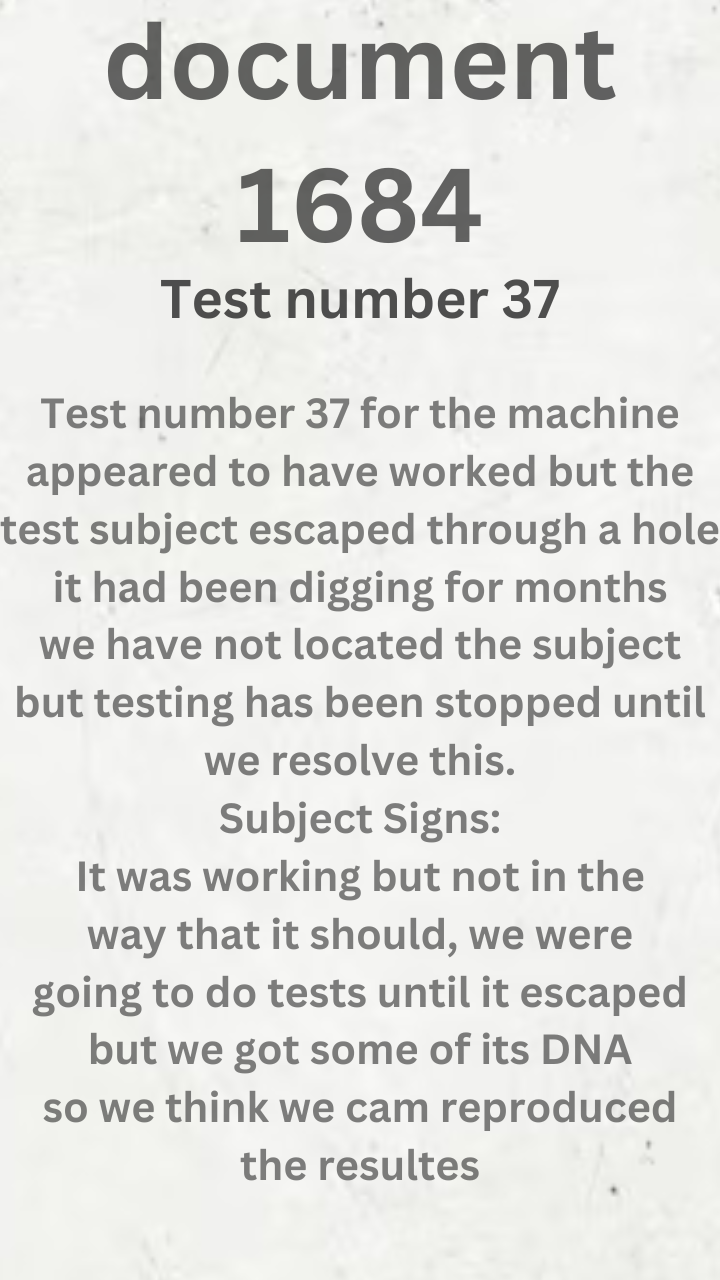 document
1684
Test number 37
Test number 37 for the machine
appeared to have worked but the
test subject escaped through a hole
it had been digging for months
we have not located the subject
but testing has been stopped until
we resolve this.
Subject Signs:
It was working but not in the
way that it should, we were
going to do tests until it escaped
but we got some of its DNA
so we think we cam reproduced
the resultes